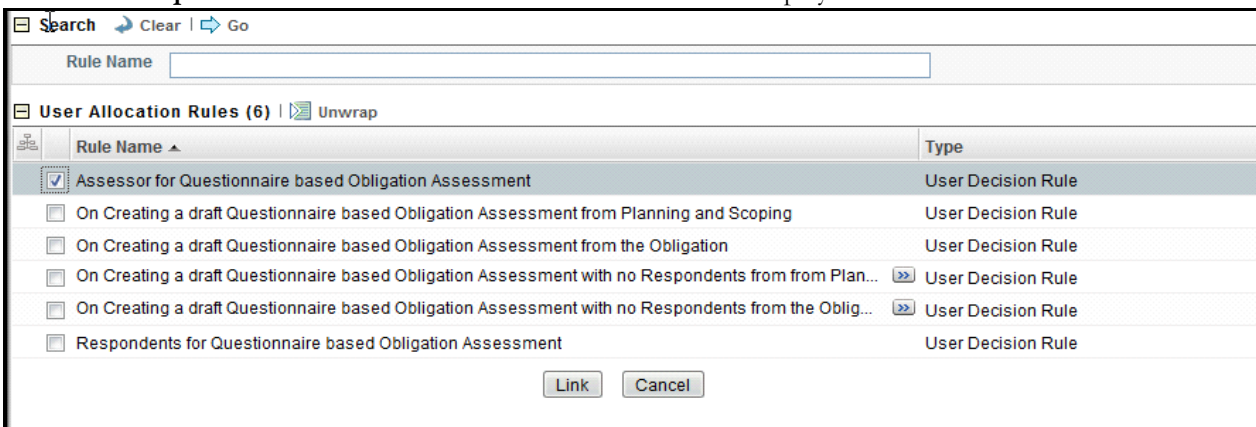 Search Clear | Go
Rule Name
User Allocation Rules (6) | Unwrap
Rule Name Type
Assessor for Questionnaire based Obligation Assessment User Decision Rule
On Creating a draft Questionnaire based Obligation Assessment from Planning and Scoping User Decision Rule
On Creating a draft Questionnaire based Obligation Assessment from the Obligation User Decision Rule
On Creating a draft Questionnaire based Obligation Assessment with no Respondents from from Plan... User Decision Rule
On Creating a draft Questionnaire based Obligation Assessment with no Respondents from the Oblig... User Decision Rule
Respondents for Questionnaire based Obligation Assessment User Decision Rule
Link Cancel